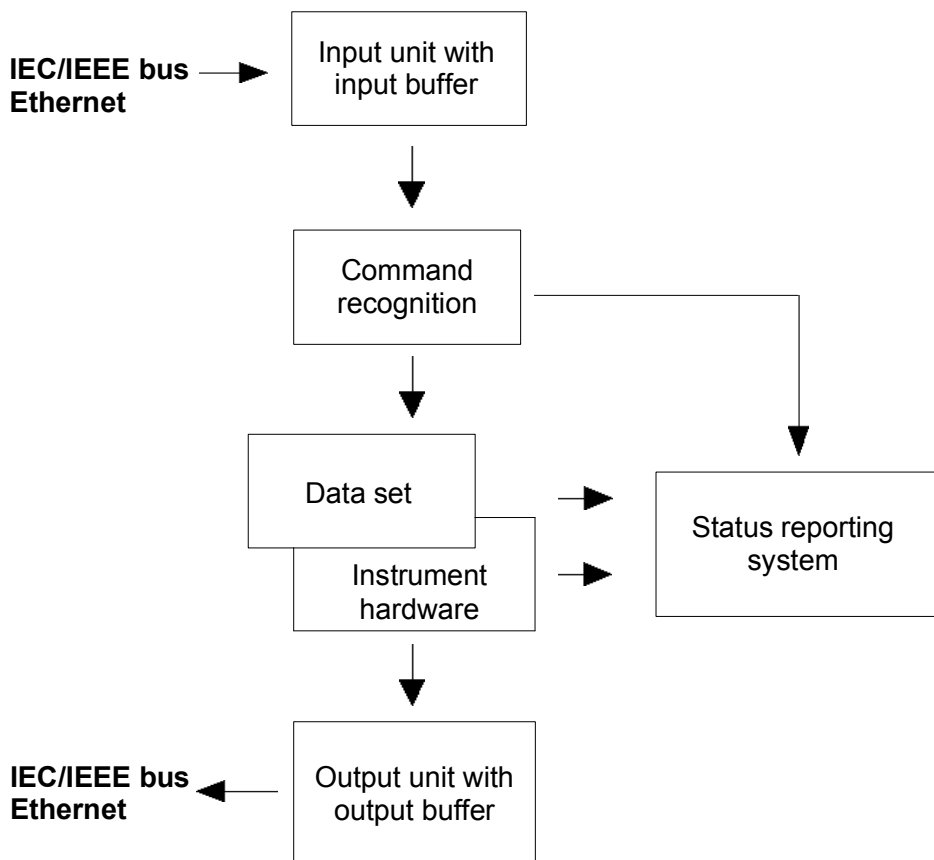 IEC/IEEE bus
Ethernet
Input unit with
input buffer
Command
recognition
Data set
Instrument
hardware
Status reporting
system
IEC/IEEE bus
Ethernet
Output unit with
output buffer